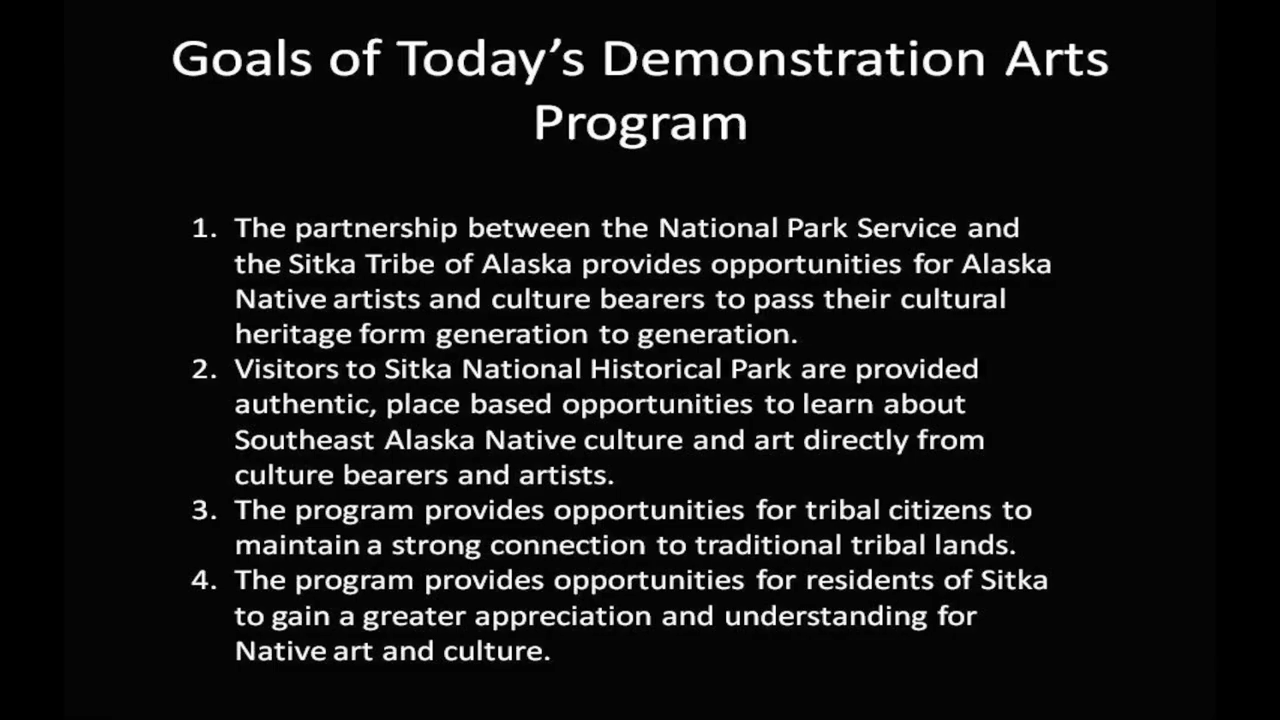 Goals of Today’s Demonstration Arts
Program
1. The partnership between the National Park Service and
the Sitka Tribe of Alaska provides opportunities for Alaska
Native artists and culture bearers to pass their cultural
heritage form generation to generation.
2. Visitors to Sitka National Historical Park are provided
authentic, place based opportunities to learn about
Southeast Alaska Native culture and art directly from
culture bearers and artists.
3. The program provides opportunities for tribal citizens to
maintain a strong connection to traditional tribal lands.
4. The program provides opportunities for residents of Sitka
to gain a greater appreciation and understanding for
Native art and culture.